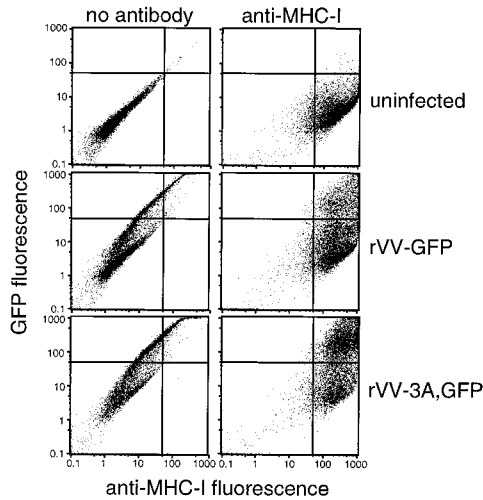 no antibody anti-MHC-I
1000
100
10
1
0.1
uninfected
1000
100
10
1
0.1
rVV-GFP
1000
100
10
1
0.1
rVV-3A,GFP
GFP fluorescence
0.1 1 10 100 1000 0.1 1 10 100 1000
anti-MHC-I fluorescence